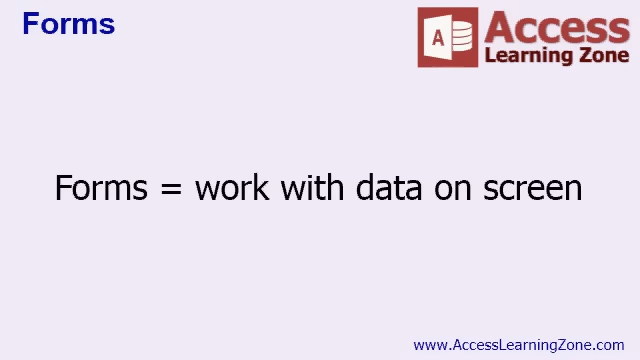 Forms
A Access
Learning Zone
Forms = work with data on screen
www.AccessLearningZone.com